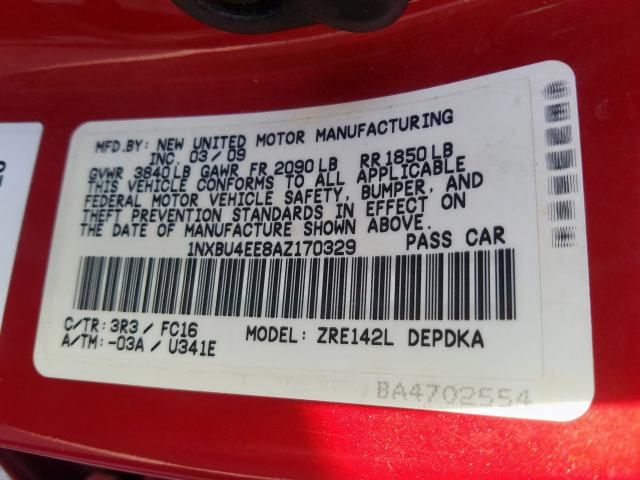 MFD.BY: NEW UNITED MOTOR MANUFACTURING
INC. 03/09
GVWR 3840LB GAWR FR 2090LB RR 1850LB
THIS VEHICLE CONFORMS TO ALL APPLICABLE
FEDERAL MOTOR VEHICLE SAFETY, BUMPER, AND
THEFT PREVENTION STANDARDS IN EFFECT ON
THE DATE OF MANUFACTURE SHOWN ABOVE.
1NXBU4EE8AZ170329 PASS CAR
C/TR: 3R3 / FC16 MODEL: ZRE142L DEPDKA
A/TM: -03A / U341E
BA4702554